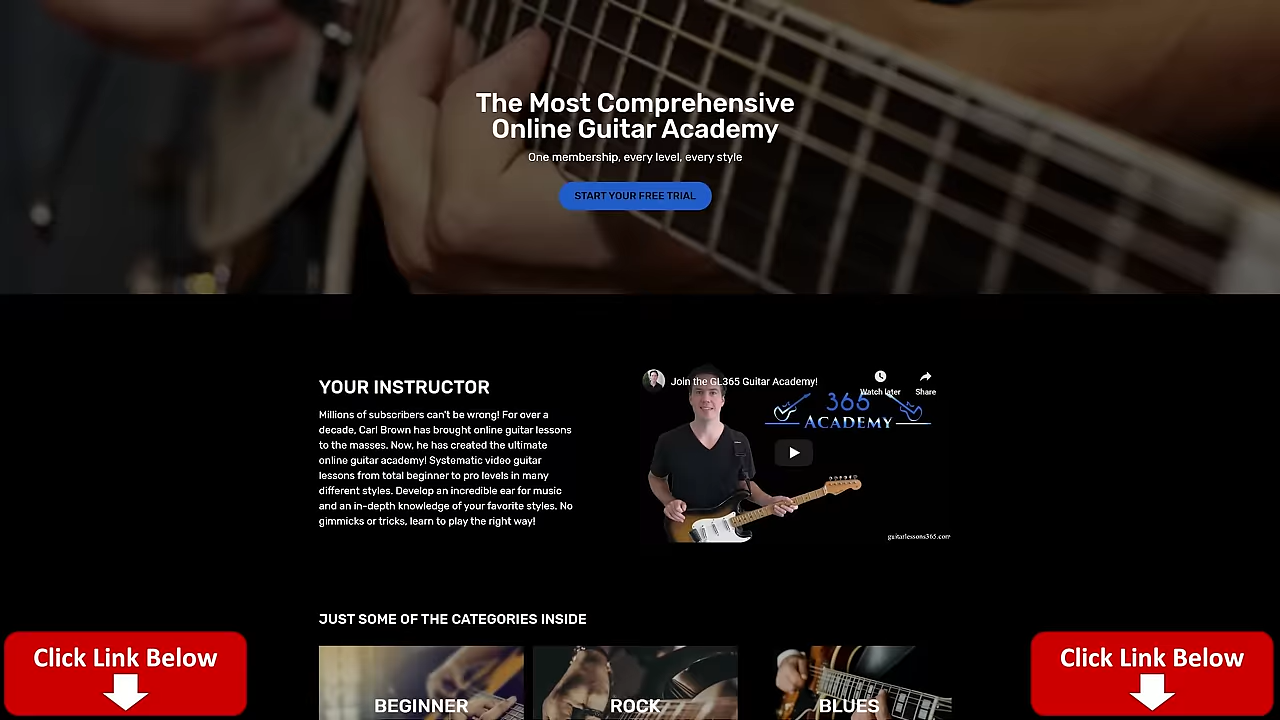 The Most Comprehensive
Online Guitar Academy
One membership, every level, every style
START YOUR FREE TRIAL
YOUR INSTRUCTOR
Millions of subscribers can't be wrong! For over a
decade, Carl Brown has brought online guitar lessons
to the masses. Now, he has created the ultimate
online guitar academy! Systematic video guitar
lessons from total beginner to pro levels in many
different styles. Develop an incredible ear for music
and an in-depth knowledge of your favorite styles. No
gimmicks or tricks, learn to play the right way!
Join the GL365 Guitar Academy!
Watch later
Share
365
ACADEMY
guitarlessons365.com
JUST SOME OF THE CATEGORIES INSIDE
BEGINNER
ROCK
BLUES
Click Link Below
Click Link Below